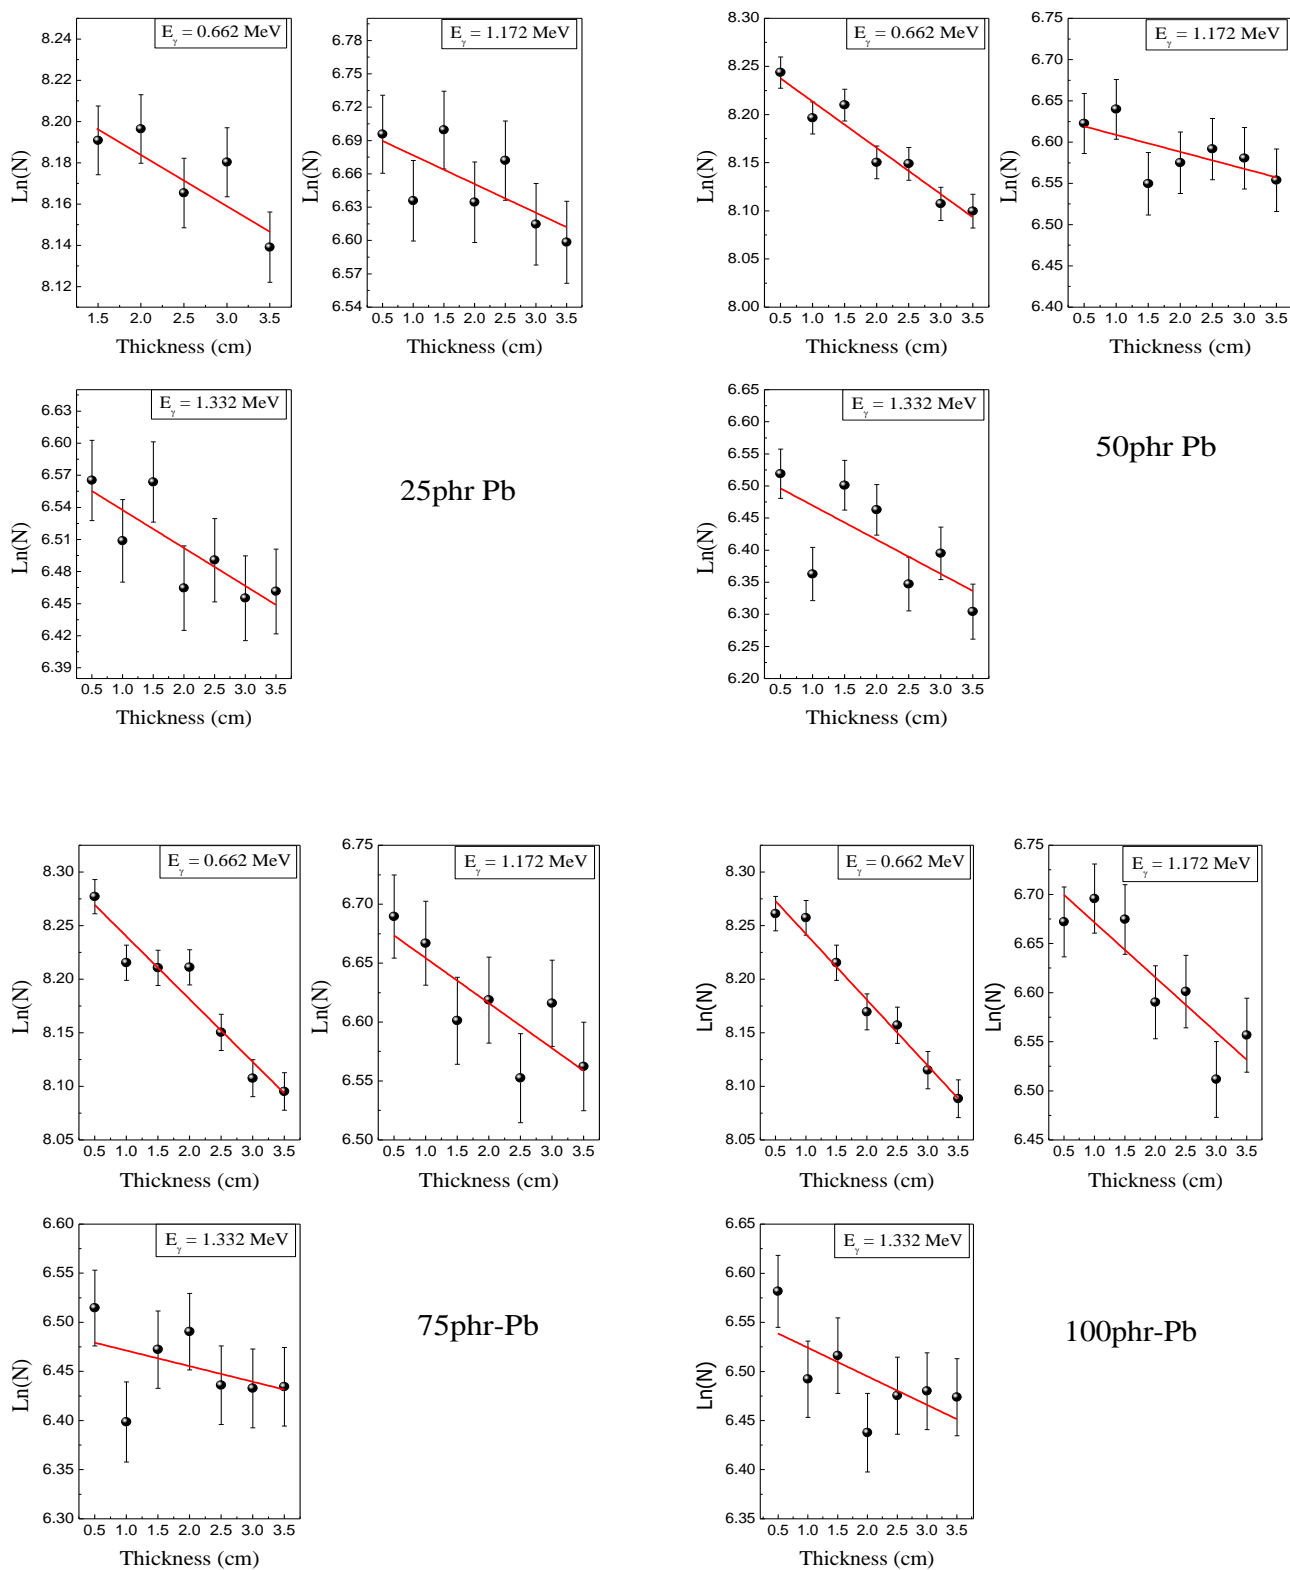 E_γ = 0.662 MeV
8.24
8.22
8.20
8.18
8.16
8.14
8.12
Ln(N)
1.5 2.0 2.5 3.0 3.5
Thickness (cm)
E_γ = 1.172 MeV
6.78
6.75
6.72
6.69
6.66
6.63
6.60
6.57
6.54
Ln(N)
0.5 1.0 1.5 2.0 2.5 3.0 3.5
Thickness (cm)
E_γ = 1.332 MeV
6.63
6.60
6.57
6.54
6.51
6.48
6.45
6.42
6.39
Ln(N)
0.5 1.0 1.5 2.0 2.5 3.0 3.5
Thickness (cm)
25phr Pb
E_γ = 0.662 MeV
8.30
8.25
8.20
8.15
8.10
8.05
8.00
Ln(N)
0.5 1.0 1.5 2.0 2.5 3.0 3.5
Thickness (cm)
E_γ = 1.172 MeV
6.75
6.70
6.65
6.60
6.55
6.50
6.45
6.40
Ln(N)
0.5 1.0 1.5 2.0 2.5 3.0 3.5
Thickness (cm)
E_γ = 1.332 MeV
6.65
6.60
6.55
6.50
6.45
6.40
6.35
6.30
6.25
6.20
Ln(N)
0.5 1.0 1.5 2.0 2.5 3.0 3.5
Thickness (cm)
50phr Pb
E_γ = 0.662 MeV
8.30
8.25
8.20
8.15
8.10
8.05
Ln(N)
0.5 1.0 1.5 2.0 2.5 3.0 3.5
Thickness (cm)
E_γ = 1.172 MeV
6.75
6.70
6.65
6.60
6.55
6.50
Ln(N)
0.5 1.0 1.5 2.0 2.5 3.0 3.5
Thickness (cm)
E_γ = 1.332 MeV
6.60
6.55
6.50
6.45
6.40
6.35
6.30
Ln(N)
0.5 1.0 1.5 2.0 2.5 3.0 3.5
Thickness (cm)
75phr-Pb
E_γ = 0.662 MeV
8.30
8.25
8.20
8.15
8.10
8.05
Ln(N)
0.5 1.0 1.5 2.0 2.5 3.0 3.5
Thickness (cm)
E_γ = 1.172 MeV
6.75
6.70
6.65
6.60
6.55
6.50
6.45
Ln(N)
0.5 1.0 1.5 2.0 2.5 3.0 3.5
Thickness (cm)
E_γ = 1.332 MeV
6.65
6.60
6.55
6.50
6.45
6.40
6.35
Ln(N)
0.5 1.0 1.5 2.0 2.5 3.0 3.5
Thickness (cm)
100phr-Pb